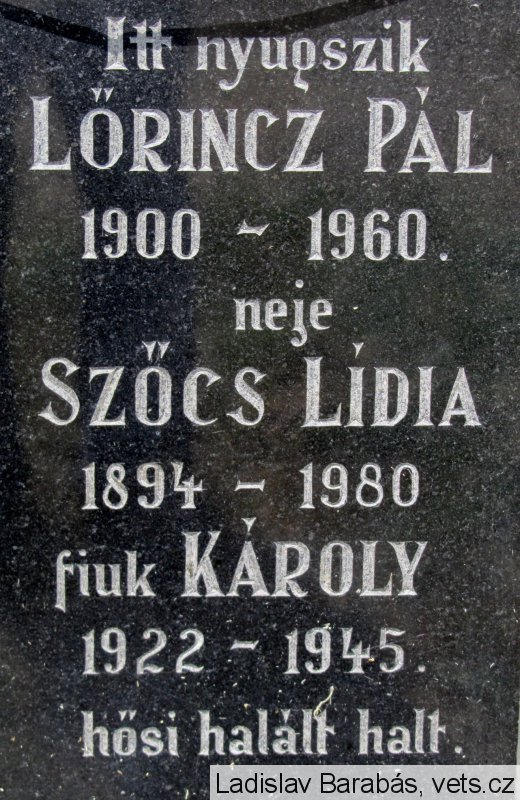 Itt nyugszik
LŐRINCZ PÁL
1900 - 1960.
neje
SZŐCS LÍDIA
1894 - 1980
fiuk KÁROLY
1922 - 1945.
hősi halált halt.
Ladislav Barabás, vets.cz